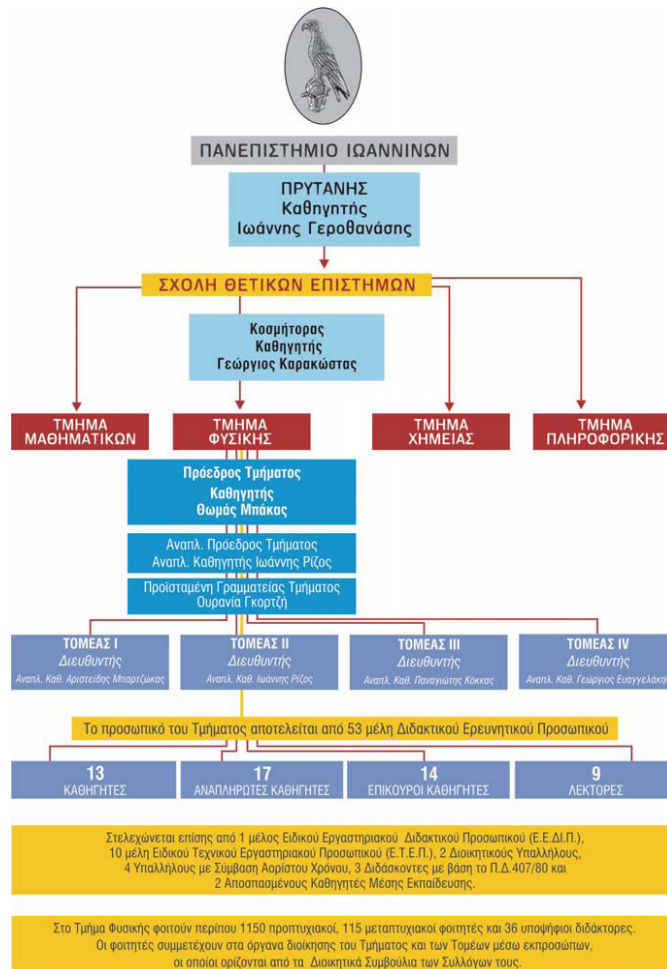 ΠΑΝΕΠΙΣΤΗΜΙΟ ΙΩΑΝΝΙΝΩΝ
ΠΡΥΤΑΝΗΣ
Καθηγητής
Ιωάννης Γεροθανάσης
ΣΧΟΛΗ ΘΕΤΙΚΩΝ ΕΠΙΣΤΗΜΩΝ
Κοσμήτορας
Καθηγητής
Γεώργιος Καρακώστας
ΤΜΗΜΑ
ΜΑΘΗΜΑΤΙΚΩΝ
ΤΜΗΜΑ
ΦΥΣΙΚΗΣ
ΤΜΗΜΑ
ΧΗΜΕΙΑΣ
ΤΜΗΜΑ
ΠΛΗΡΟΦΟΡΙΚΗΣ
Πρόεδρος Τμήματος
Καθηγητής
Θωμάς Μπάκας
Αναπλ. Πρόεδρος Τμήματος
Αναπλ. Καθηγητής Ιωάννης Ρίζος
Προϊσταμένη Γραμματείας Τμήματος
Ουρανία Γκορτζή
ΤΟΜΕΑΣ Ι
Διευθυντής
Αναπλ. Καθ. Αριστείδης Μπαρτζώκας
ΤΟΜΕΑΣ ΙΙ
Διευθυντής
Αναπλ. Καθ. Ιωάννης Ρίζος
ΤΟΜΕΑΣ ΙΙΙ
Διευθυντής
Αναπλ. Καθ. Παναγιώτης Κόκκας
ΤΟΜΕΑΣ IV
Διευθυντής
Αναπλ. Καθ. Γεώργιος Ευαγγελάκης
Το προσωπικό του Τμήματος αποτελείται από 53 μέλη Διδακτικού Ερευνητικού Προσωπικού
13
ΚΑΘΗΓΗΤΕΣ
17
ΑΝΑΠΛΗΡΩΤΕΣ ΚΑΘΗΓΗΤΕΣ
14
ΕΠΙΚΟΥΡΟΙ ΚΑΘΗΓΗΤΕΣ
9
ΛΕΚΤΟΡΕΣ
Στελεχώνεται επίσης από 1 μέλος Ειδικού Εργαστηριακού Διδακτικού Προσωπικού (Ε.Ε.ΔΙ.Π.),
10 μέλη Ειδικού Τεχνικού Εργαστηριακού Προσωπικού (Ε.Τ.Ε.Π.), 2 Διοικητικούς Υπαλλήλους,
4 Υπαλλήλους με Σύμβαση Αορίστου Χρόνου, 3 Διδάσκοντες με βάση το Π.Δ.407/80 και
2 Αποσπασμένους Καθηγητές Μέσης Εκπαίδευσης.
Στο Τμήμα Φυσικής φοιτούν περίπου 1150 προπτυχιακοί, 115 μεταπτυχιακοί φοιτητές και 36 υποψήφιοι διδάκτορες.
Οι φοιτητές συμμετέχουν στα όργανα διοίκησης του Τμήματος και των Τομέων μέσω εκπροσώπων,
οι οποίοι ορίζονται από τα Διοικητικά Συμβούλια των Συλλόγων τους.